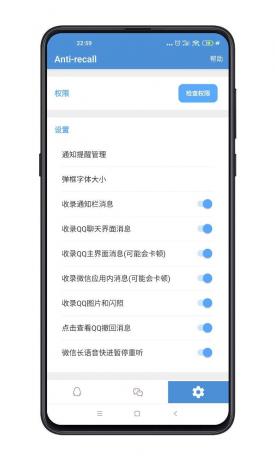 22:59
Anti-recall
帮助
权限
检查权限
设置
通知提醒管理
弹框字体大小
收录通知栏消息
收录QQ聊天界面消息
收录QQ主界面消息(可能会卡顿)
收录微信应用内消息(可能会卡顿)
收录QQ图片和闪照
点击查看QQ撤回消息
微信长语音快进暂停重听